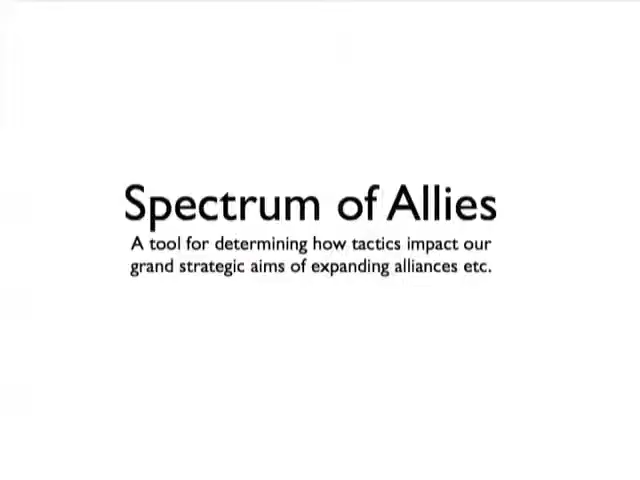 Spectrum of Allies
A tool for determining how tactics impact our
grand strategic aims of expanding alliances etc.